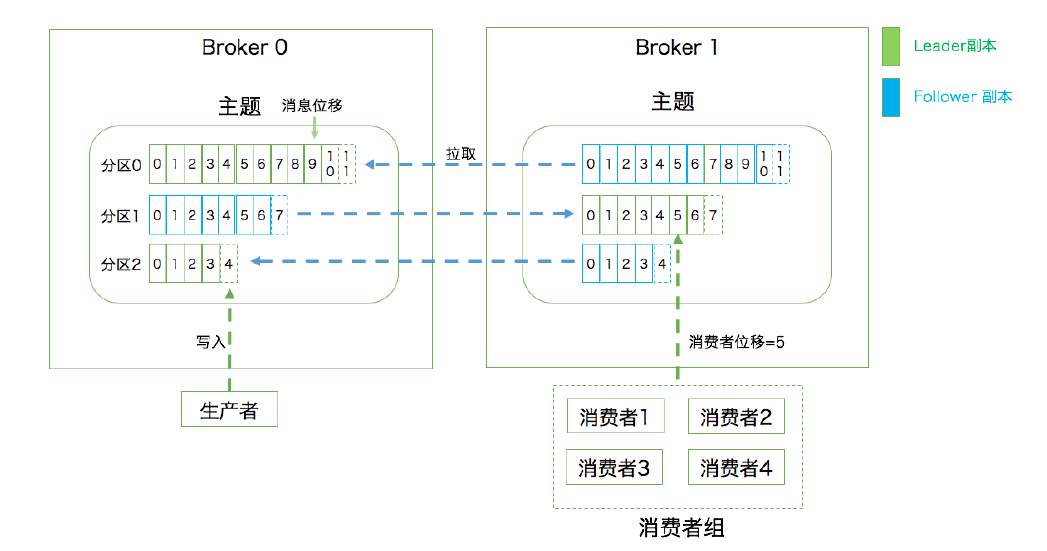 Broker 0
Broker 1
Leader副本
Follower 副本
主题
消息位移
主题
分区0 0 1 2 3 4 5 6 7 8 9 10 11
拉取
0 1 2 3 4 5 6 7 8 9 10 11
分区1 0 1 2 3 4 5 6 7
0 1 2 3 4 5 6 7
分区2 0 1 2 3 4
0 1 2 3 4
写入
消费者位移=5
生产者
消费者1
消费者2
消费者3
消费者4
消费者组